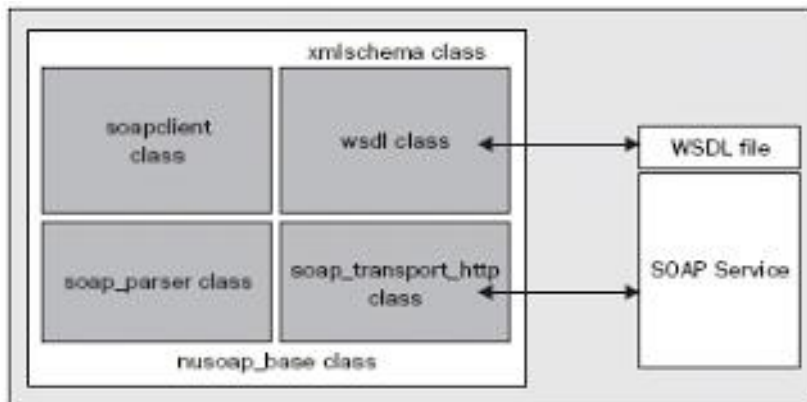 xmlschema class
soapclient
class
wsdl class
WSDL file
soap_parser class
soap_transport_http
class
SOAP Service
nusoap_base class